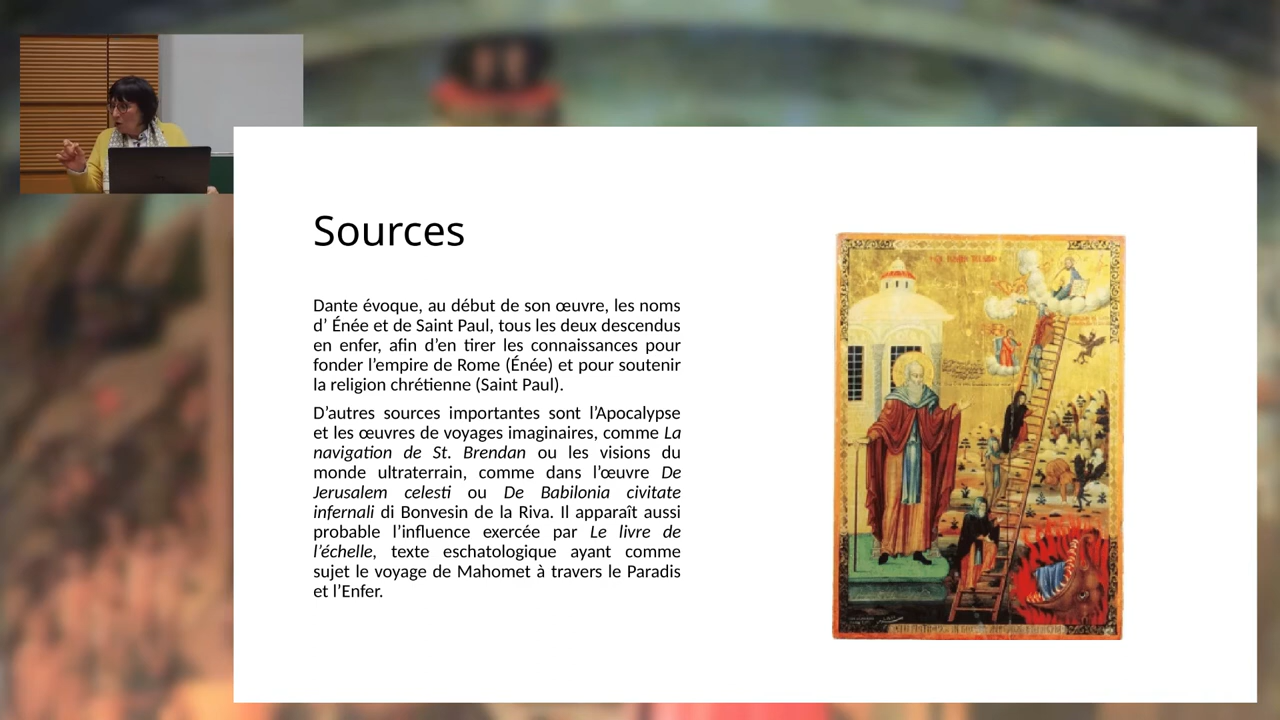 Sources
Dante évoque, au début de son œuvre, les noms
d’ Énée et de Saint Paul, tous les deux descendus
en enfer, afin d’en tirer les connaissances pour
fonder l’empire de Rome (Énée) et pour soutenir
la religion chrétienne (Saint Paul).
D’autres sources importantes sont l’Apocalypse
et les œuvres de voyages imaginaires, comme La
navigation de St. Brendan ou les visions du
monde ultraterrain, comme dans l’œuvre De
Jerusalem celesti ou De Babilonia civitate
infernali di Bonvesin de la Riva. Il apparaît aussi
probable l’influence exercée par Le livre de
l’échelle, texte eschatologique ayant comme
sujet le voyage de Mahomet à travers le Paradis
et l’Enfer.